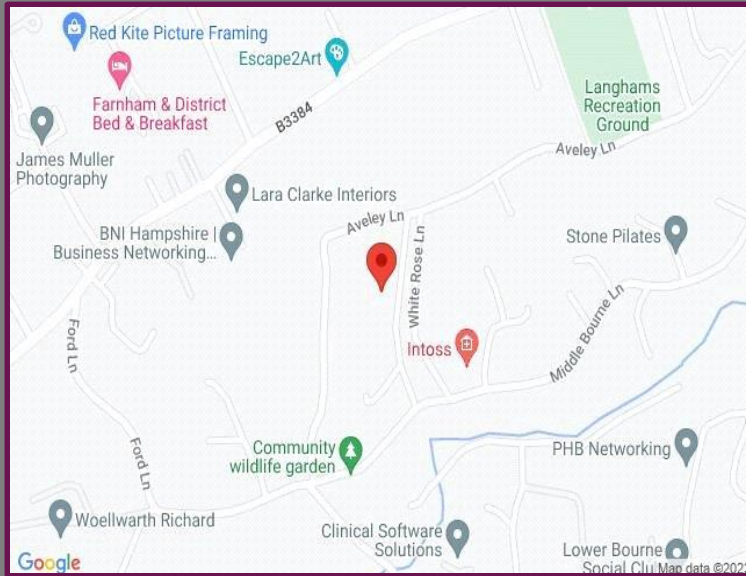 Red Kite Picture Framing
Escape2Art
Farnham & District
Bed & Breakfast
B3384
Langhams
Recreation
Ground
James Muller
Photography
Aveley Ln
Lara Clarke Interiors
Aveley Ln
BNI Hampshire |
Business Networking...
White Rose Ln
Stone Pilates
Ford Ln
Intoss
Middle Bourne Ln
Ford Ln
Community
wildlife garden
PHB Networking
Woellwarth Richard
Clinical Software
Solutions
Lower Bourne
Social Clu
Google
Map data ©202